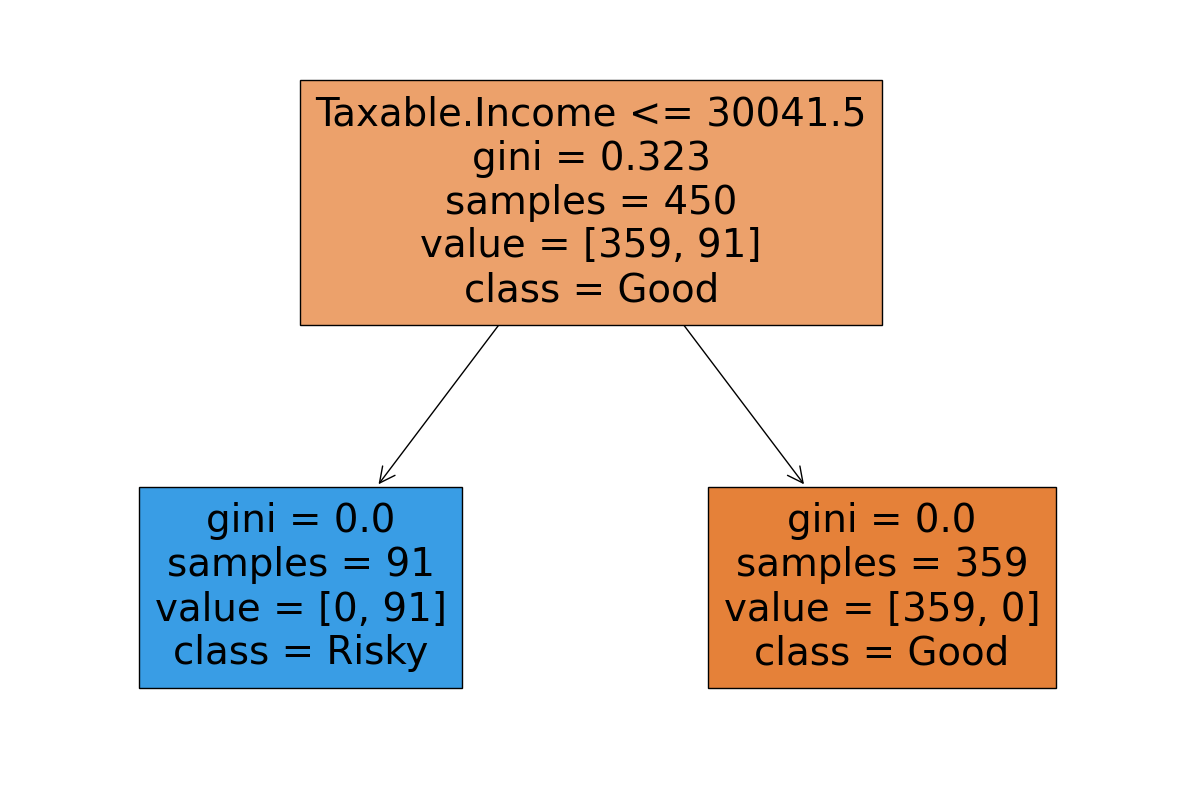 Taxable.Income <= 30041.5
gini = 0.323
samples = 450
value = [359, 91]
class = Good
gini = 0.0
samples = 91
value = [0, 91]
class = Risky
gini = 0.0
samples = 359
value = [359, 0]
class = Good